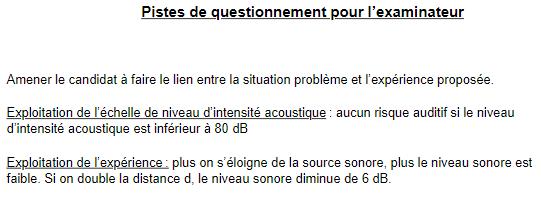 Pistes de questionnement pour l'examinateur
Amener le candidat à faire le lien entre la situation problème et l'expérience proposée.
Exploitation de l'échelle de niveau d'intensité acoustique : aucun risque auditif si le niveau
d'intensité acoustique est inférieur à 80 dB
Exploitation de l'expérience : plus on s'éloigne de la source sonore, plus le niveau sonore est
faible. Si on double la distance d, le niveau sonore diminue de 6 dB.